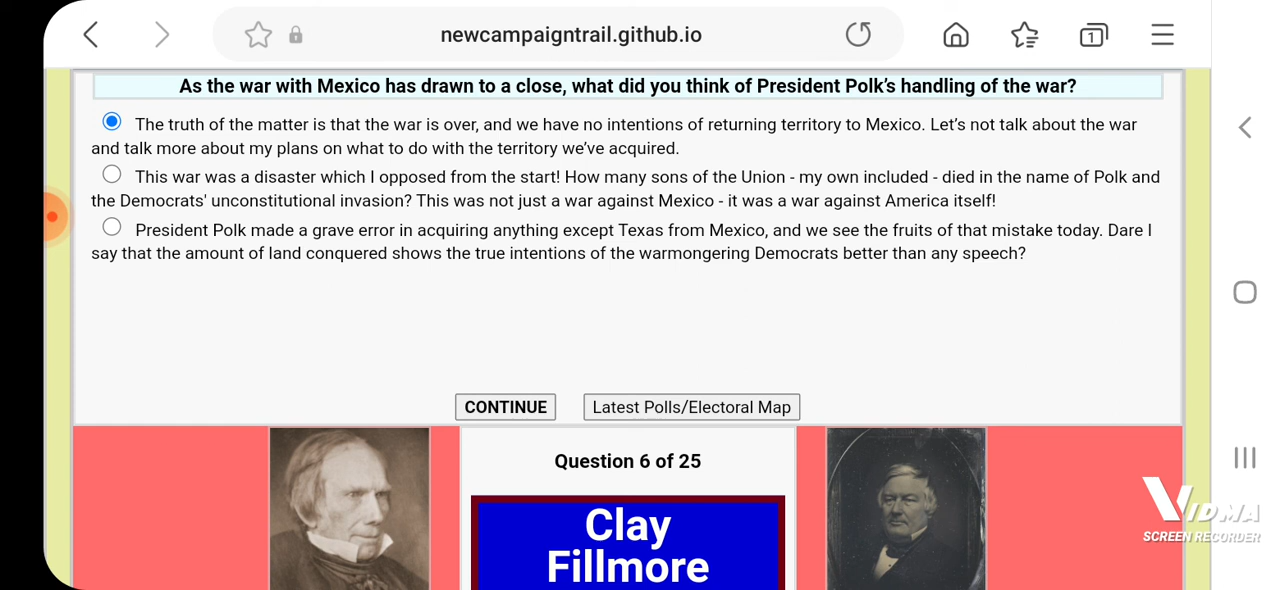 newcampaigntrail.github.io
1
As the war with Mexico has drawn to a close, what did you think of President Polk’s handling of the war?
The truth of the matter is that the war is over, and we have no intentions of returning territory to Mexico. Let’s not talk about the war
and talk more about my plans on what to do with the territory we’ve acquired.
This war was a disaster which I opposed from the start! How many sons of the Union - my own included - died in the name of Polk and
the Democrats' unconstitutional invasion? This was not just a war against Mexico - it was a war against America itself!
President Polk made a grave error in acquiring anything except Texas from Mexico, and we see the fruits of that mistake today. Dare I
say that the amount of land conquered shows the true intentions of the warmongering Democrats better than any speech?
CONTINUE
Latest Polls/Electoral Map
Question 6 of 25
Clay
Fillmore
VIDMA
SCREEN RECORDER